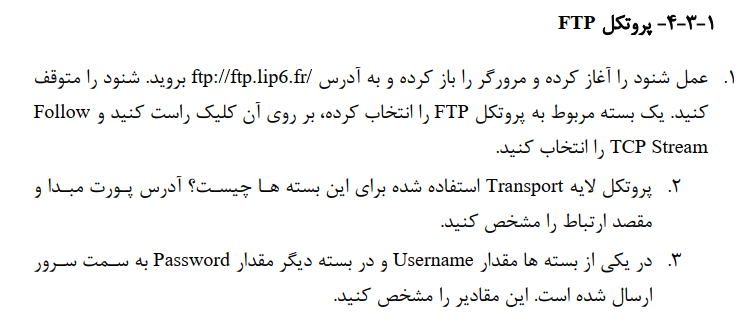 ۱-۳-۴- پروتکل FTP
۱. عمل شنود را آغاز کرده و مرورگر را باز کرده و به آدرس ftp://ftp.lip6.fr/ بروید. شنود را متوقف
کنید. یک بسته مربوط به پروتکل FTP را انتخاب کرده، بر روی آن کلیک راست کنید و Follow
TCP Stream را انتخاب کنید.
۲. پروتکل لایه Transport استفاده شده برای این بسته ها چیست؟ آدرس پورت مبدا و
مقصد ارتباط را مشخص کنید.
۳. در یکی از بسته ها مقدار Username و در بسته دیگر مقدار Password به سمت سرور
ارسال شده است. این مقادیر را مشخص کنید.